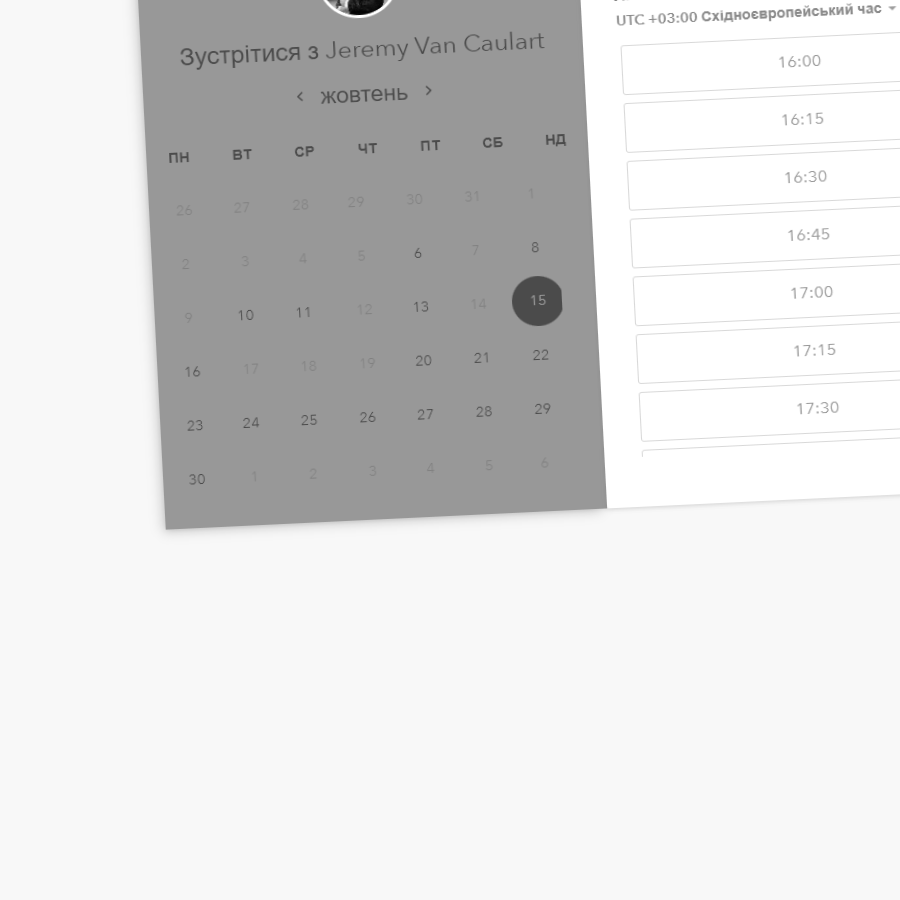 Зустрітися з Jeremy Van Caulart
‹ жовтень ›
ПН ВТ СР ЧТ ПТ СБ НД
26 27 28 29 30 31 1
2 3 4 5 6 7 8
9 10 11 12 13 14 15
16 17 18 19 20 21 22
23 24 25 26 27 28 29
30 1 2 3 4 5 6
UTC +03:00 Східноєвропейський час
16:00
16:15
16:30
16:45
17:00
17:15
17:30